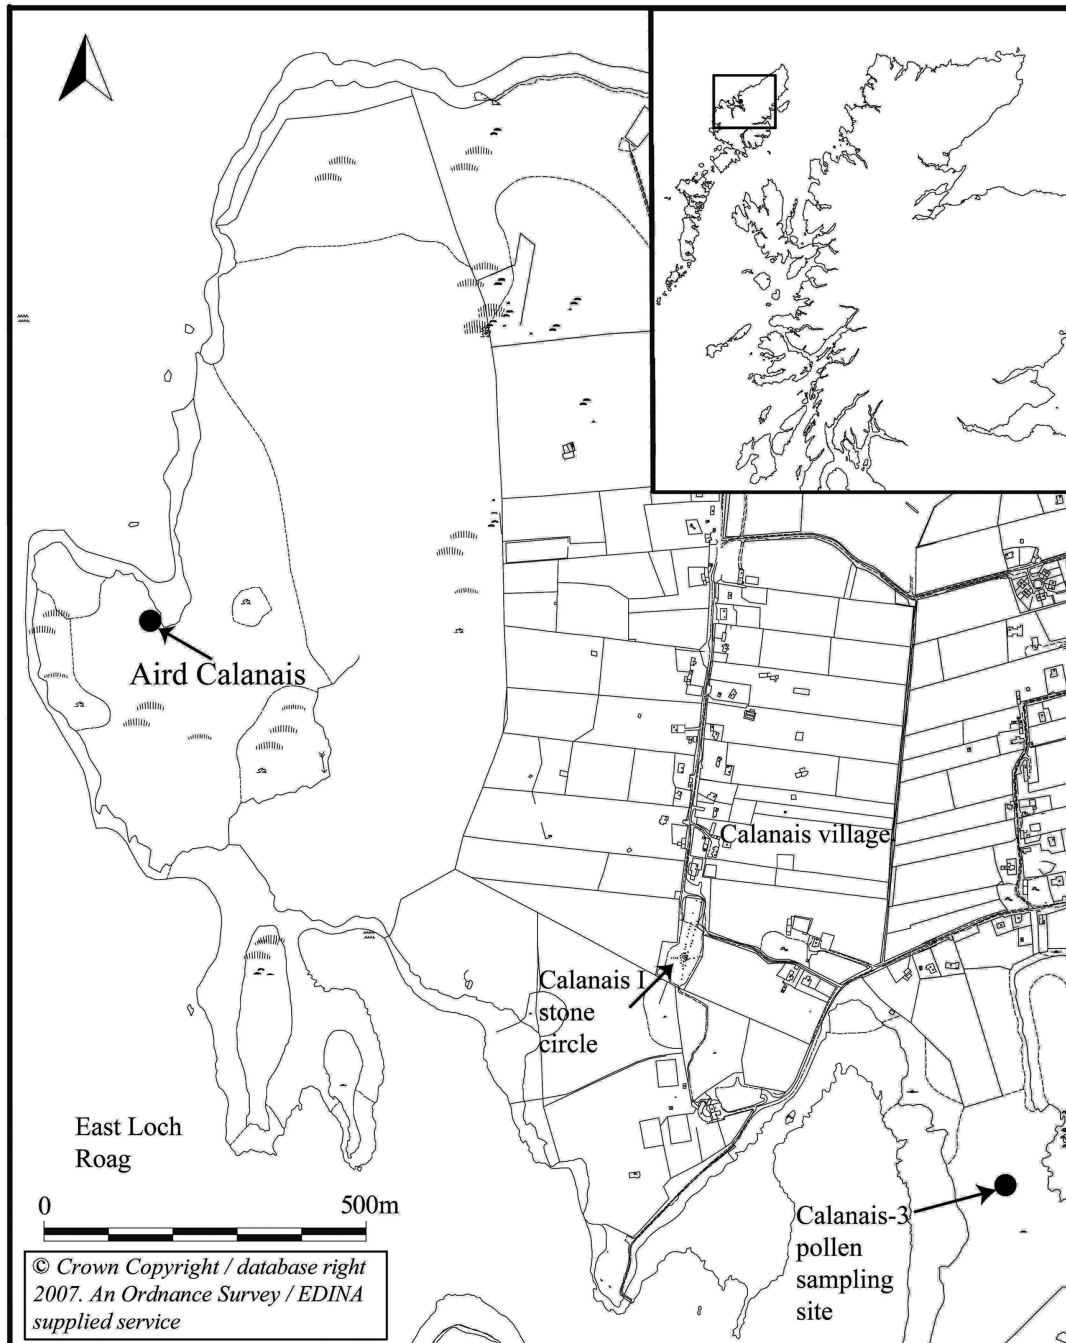 Aird Calanais
Calanais village
Calanais I
stone
circle
East Loch
Roag
Calanais-3
pollen
sampling
site
0 500m
© Crown Copyright / database right
2007. An Ordnance Survey / EDINA
supplied service